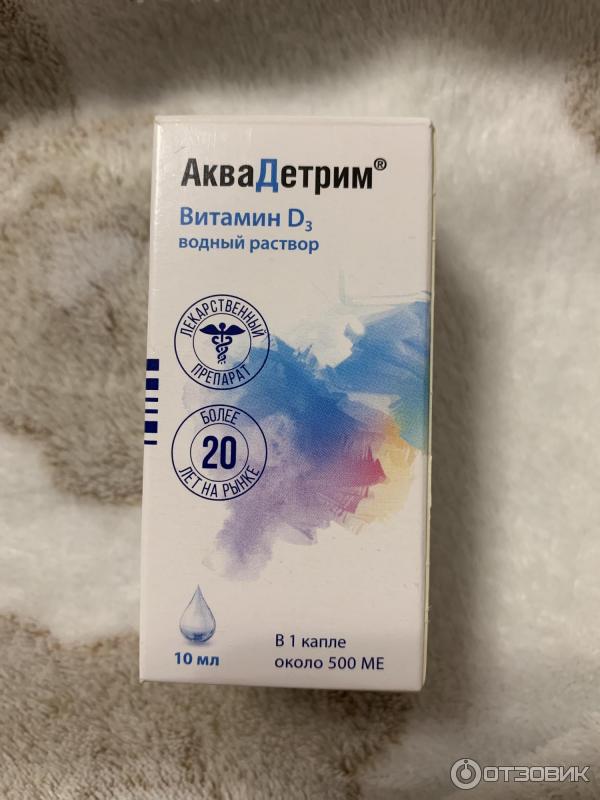 АкваДетрим®
Витамин D₃
водный раствор
ЛЕКАРСТВЕННЫЙ
ПРЕПАРАТ
БОЛЕЕ
20
ЛЕТ НА РЫНКЕ
10 мл
В 1 капле
около 500 МЕ
ОТЗОВИК